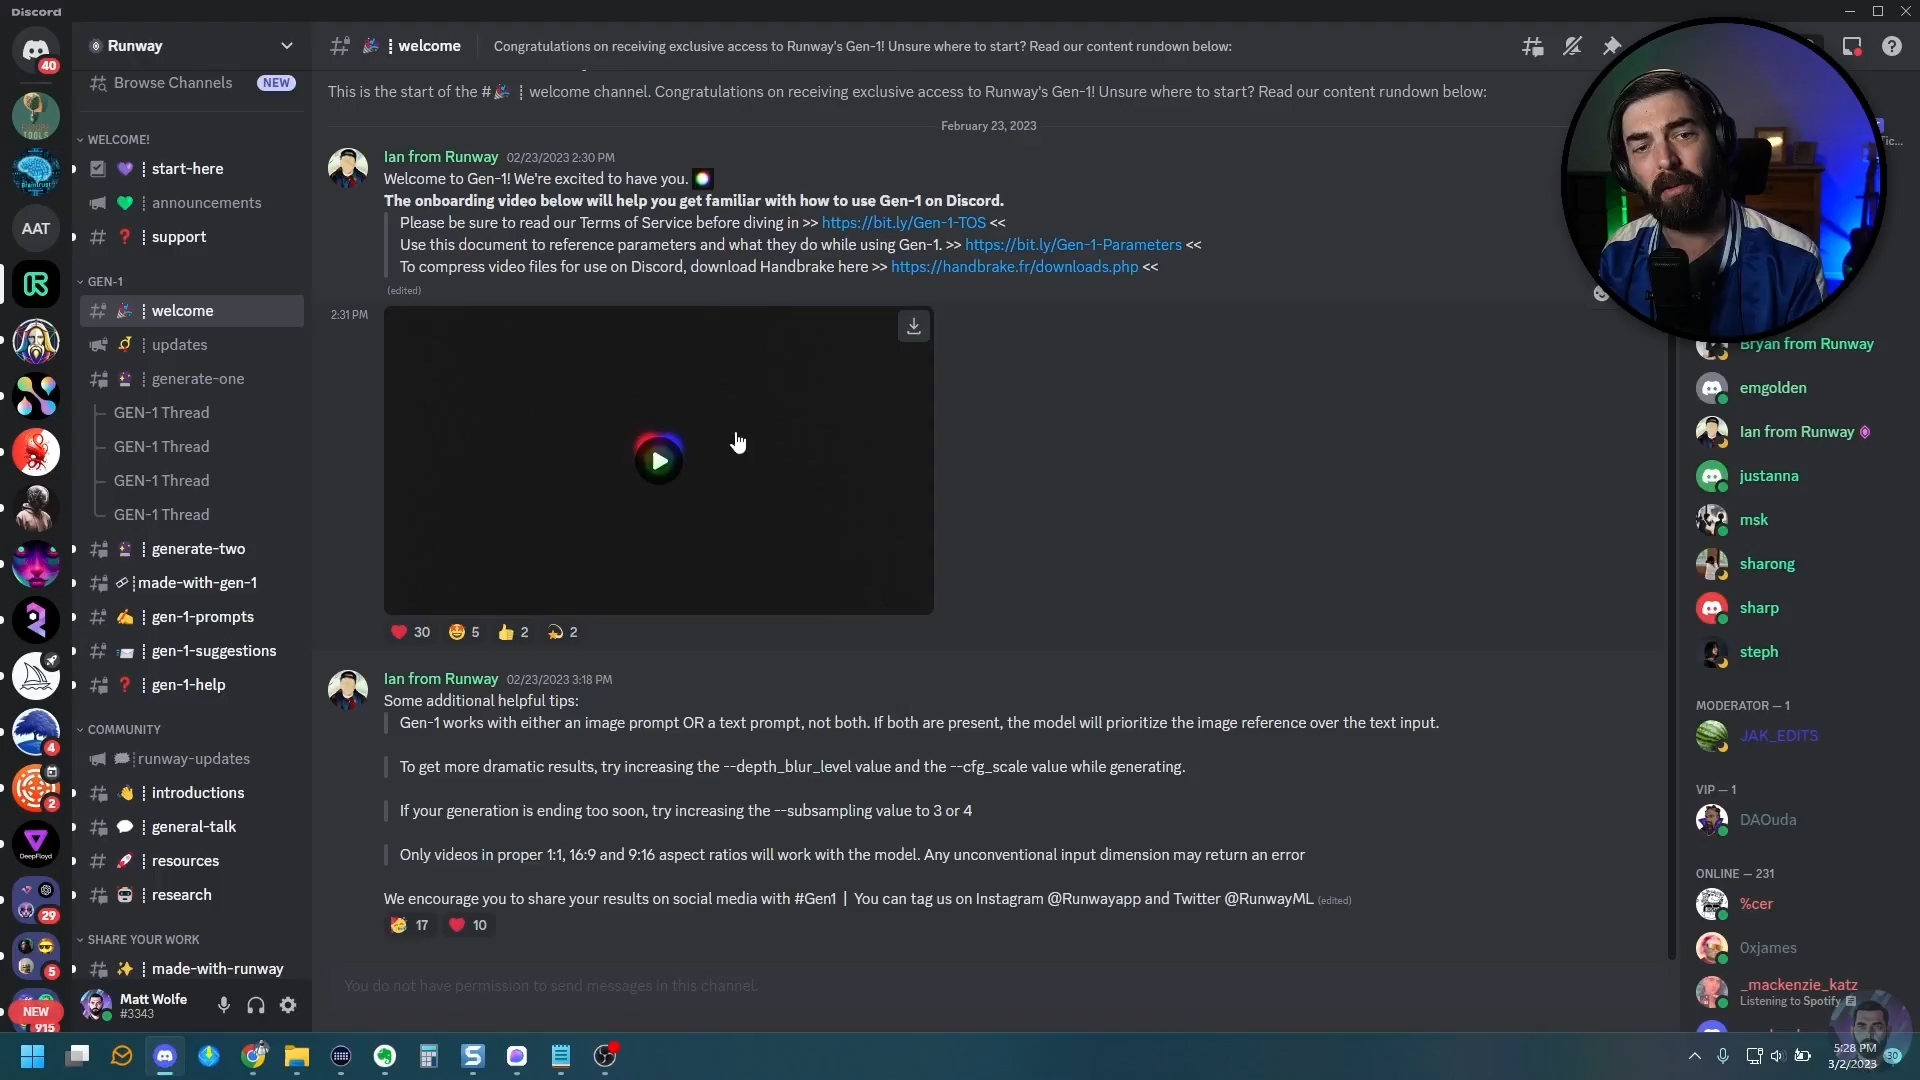 Discord
Runway
welcome
Congratulations on receiving exclusive access to Runway's Gen-1! Unsure where to start? Read our content rundown below:
40
Browse Channels
NEW
This is the start of the # ┊ welcome channel. Congratulations on receiving exclusive access to Runway's Gen-1! Unsure where to start? Read our content rundown below:
February 23, 2023
WELCOME!
start-here
announcements
support
AAT
GEN-1
welcome
updates
generate-one
GEN-1 Thread
GEN-1 Thread
GEN-1 Thread
GEN-1 Thread
generate-two
made-with-gen-1
gen-1-prompts
gen-1-suggestions
gen-1-help
COMMUNITY
runway-updates
introductions
general-talk
resources
research
SHARE YOUR WORK
made-with-runway
4
2
DeepFloyd
29
5
NEW
915
Matt Wolfe
#3343
Ian from Runway 02/23/2023 2:30 PM
Welcome to Gen-1! We're excited to have you.
The onboarding video below will help you get familiar with how to use Gen-1 on Discord.
Please be sure to read our Terms of Service before diving in >> https://bit.ly/Gen-1-TOS <<
Use this document to reference parameters and what they do while using Gen-1. >> https://bit.ly/Gen-1-Parameters <<
To compress video files for use on Discord, download Handbrake here >> https://handbrake.fr/downloads.php <<
(edited)
2:31 PM
30 5 2 2
Ian from Runway 02/23/2023 3:18 PM
Some additional helpful tips:
Gen-1 works with either an image prompt OR a text prompt, not both. If both are present, the model will prioritize the image reference over the text input.
To get more dramatic results, try increasing the --depth_blur_level value and the --cfg_scale value while generating.
If your generation is ending too soon, try increasing the --subsampling value to 3 or 4
Only videos in proper 1:1, 16:9 and 9:16 aspect ratios will work with the model. Any unconventional input dimension may return an error
We encourage you to share your results on social media with #Gen1 | You can tag us on Instagram @Runwayapp and Twitter @RunwayML (edited)
17 10
You do not have permission to send messages in this channel.
Bryan from Runway
emgolden
Ian from Runway
justanna
msk
sharong
sharp
steph
MODERATOR — 1
JAK_EDITS
VIP — 1
DAOuda
ONLINE — 231
%cer
0xjames
_mackenzie_katz
Listening to Spotify
5:28 PM
3/2/2023
30